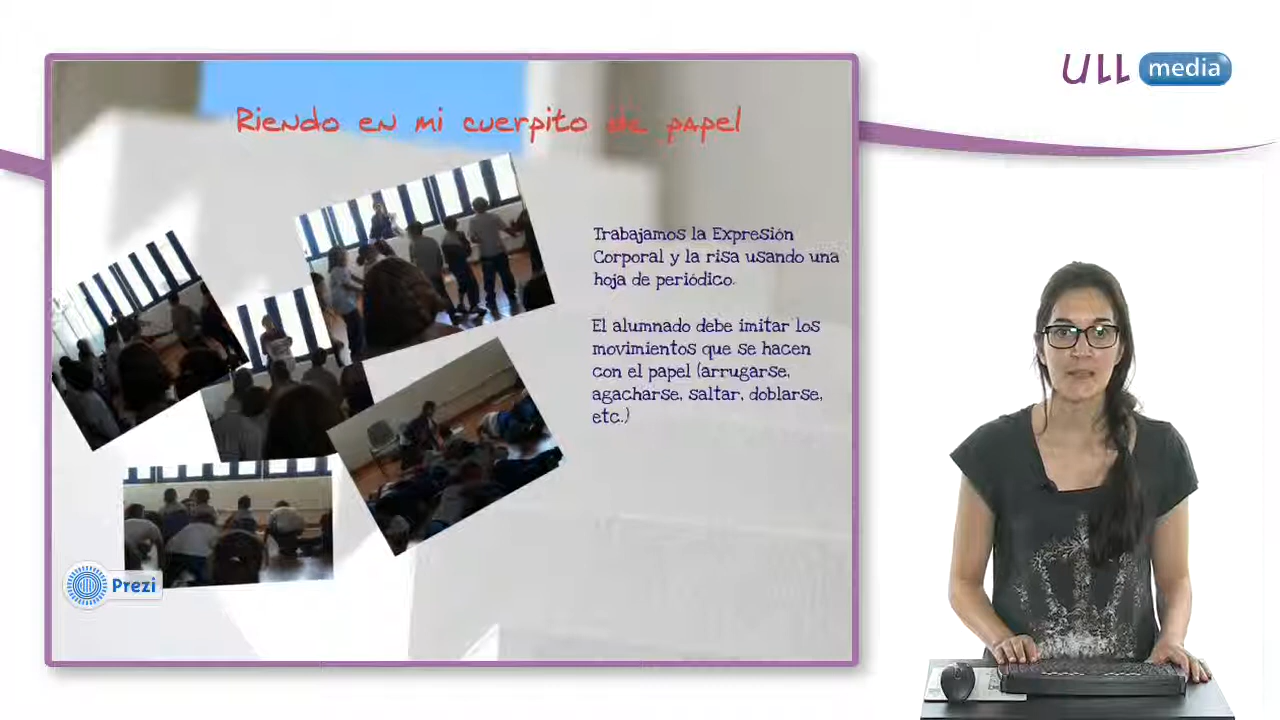 ULL media
Riendo en mi cuerpito de papel
Trabajamos la Expresión
Corporal y la risa usando una
hoja de periódico.
El alumnado debe imitar los
movimientos que se hacen
con el papel (arrugarse,
agacharse, saltar, doblarse,
etc.)
Prezi